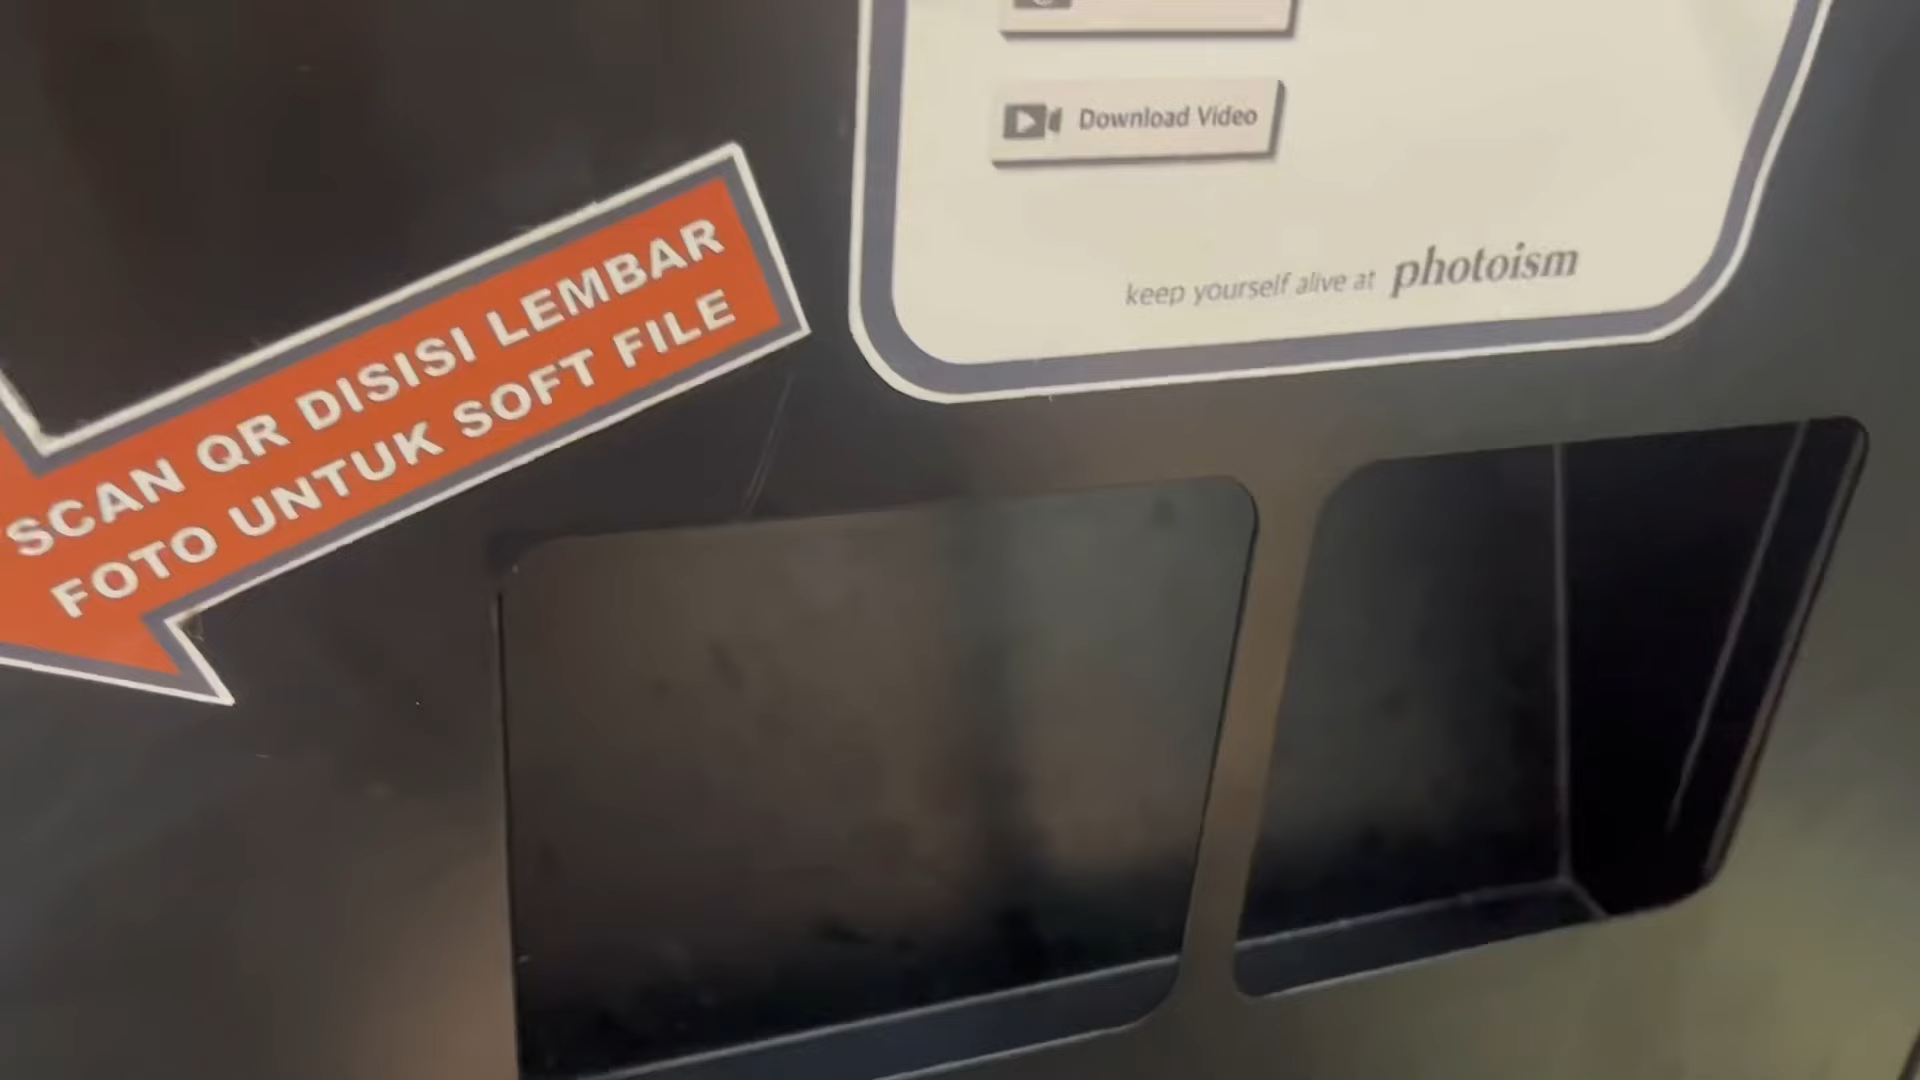 Download Video
keep yourself alive at photoism
SCAN QR DISISI LEMBAR
FOTO UNTUK SOFT FILE